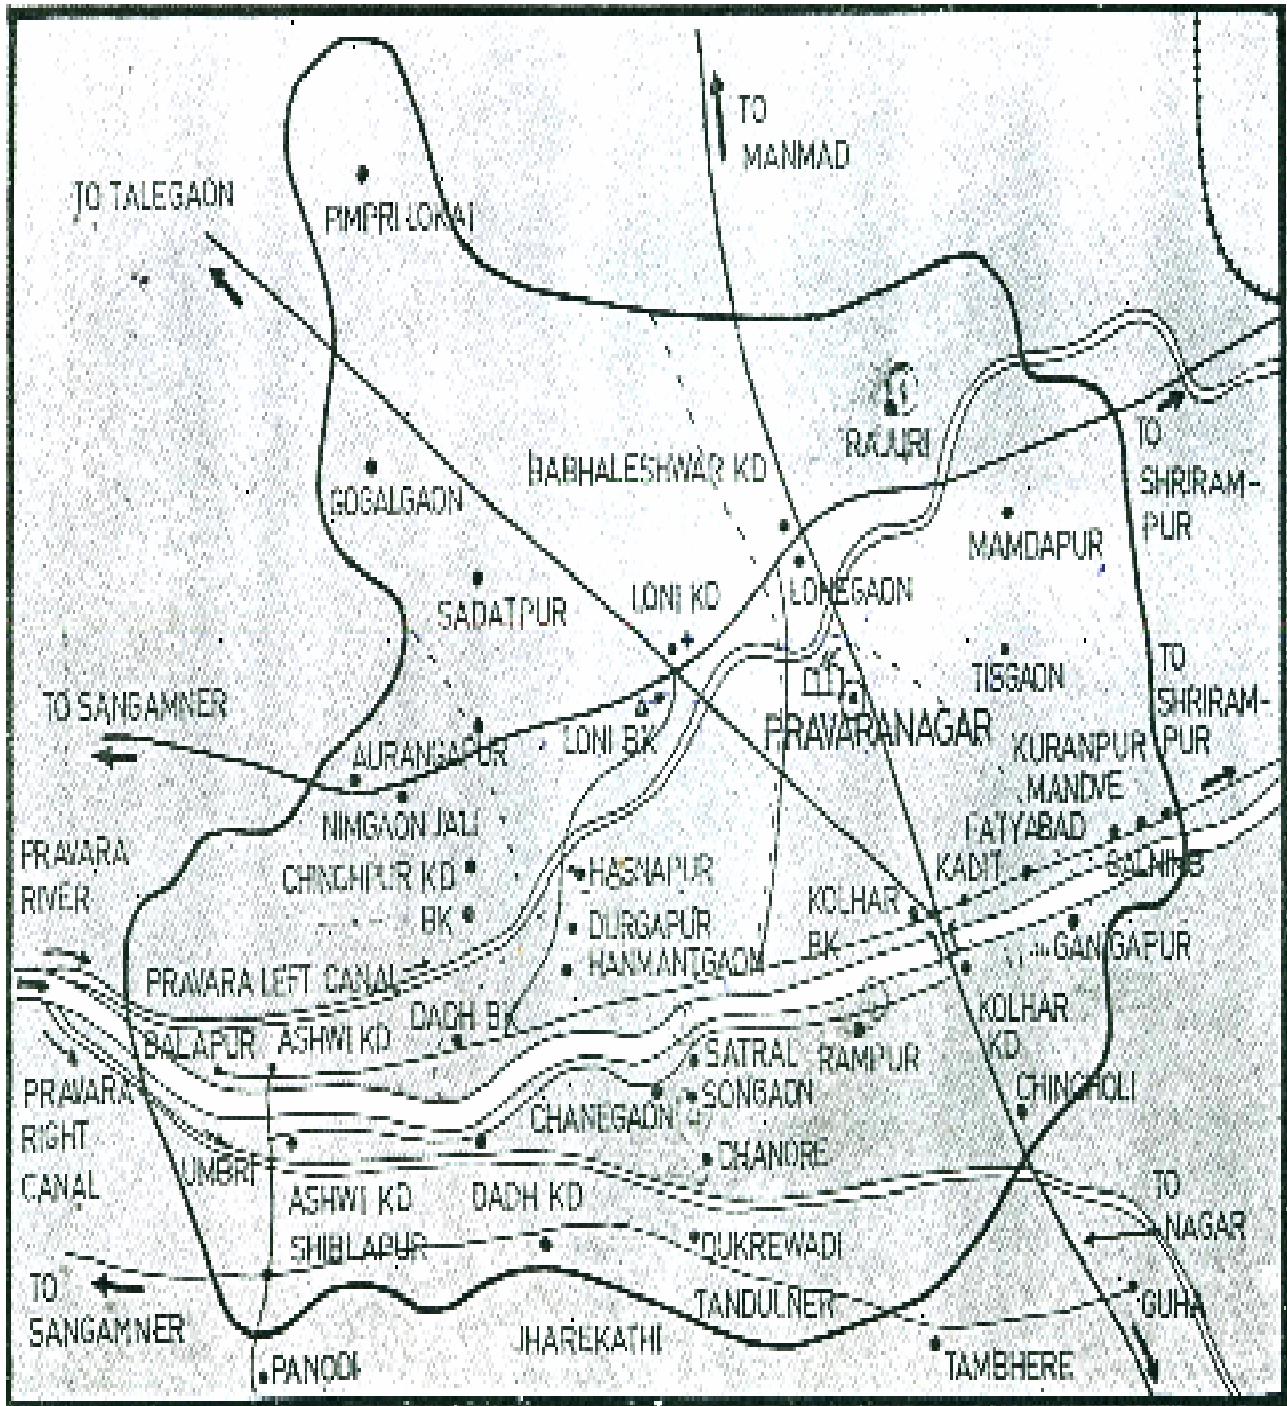 TO
MANMAD
TO TALEGAON
PIMPRI LOKAI
RAJURI
TO
SHRIRAM-
PUR
BABHALESHWAR KD
GOGALGAON
MAMDAPUR
LONI KD
LOHEGAON
SADATPUR
TISGAON
TO
SHRIRAM-
PUR
TO SANGAMNER
LONI BK
PRAVARANAGAR
AURANGAPUR
KURANPUR
MANDVE
NIMGAON JALI
FATYABAD
PRAVARA
RIVER
CHINCHPUR KD
BK
HASNAPUR
KADIT
KOLHAR
BK
DURGAPUR
HANMANTGAON
GANGAPUR
PRAVARA LEFT CANAL
DADH BK
KOLHAR
KD
BALAPUR
ASHWI KD
SATRAL
RAMPUR
SONGAON
CHINCHOLI
PRAVARA
RIGHT
CANAL
CHANEGAON
UMBRI
CHANDRE
ASHWI KD
DADH KD
TO
NAGAR
SHIBLAPUR
DUKREWADI
TO
SANGAMNER
TANDULNER
GUHA
JHAREKATHI
PANODI
TAMBHERE